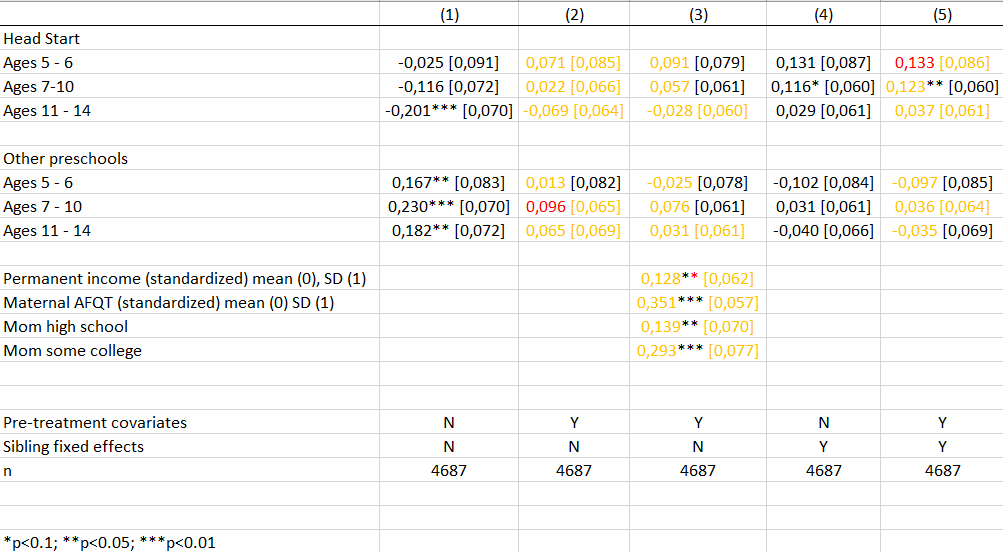 (1) (2) (3) (4) (5)
Head Start
Ages 5 - 6 -0,025 [0,091] 0,071 [0,085] 0,091 [0,079] 0,131 [0,087] 0,133 [0,086]
Ages 7-10 -0,116 [0,072] 0,022 [0,066] 0,057 [0,061] 0,116* [0,060] 0,123** [0,060]
Ages 11 - 14 -0,201*** [0,070] -0,069 [0,064] -0,028 [0,060] 0,029 [0,061] 0,037 [0,061]
Other preschools
Ages 5 - 6 0,167** [0,083] 0,013 [0,082] -0,025 [0,078] -0,102 [0,084] -0,097 [0,085]
Ages 7 - 10 0,230*** [0,070] 0,096 [0,065] 0,076 [0,061] 0,031 [0,061] 0,036 [0,064]
Ages 11 - 14 0,182** [0,072] 0,065 [0,069] 0,031 [0,061] -0,040 [0,066] -0,035 [0,069]
Permanent income (standardized) mean (0), SD (1) 0,128** [0,062]
Maternal AFQT (standardized) mean (0) SD (1) 0,351*** [0,057]
Mom high school 0,139** [0,070]
Mom some college 0,293*** [0,077]
Pre-treatment covariates N Y Y N Y
Sibling fixed effects N N N Y Y
n 4687 4687 4687 4687 4687
*p<0.1; **p<0.05; ***p<0.01